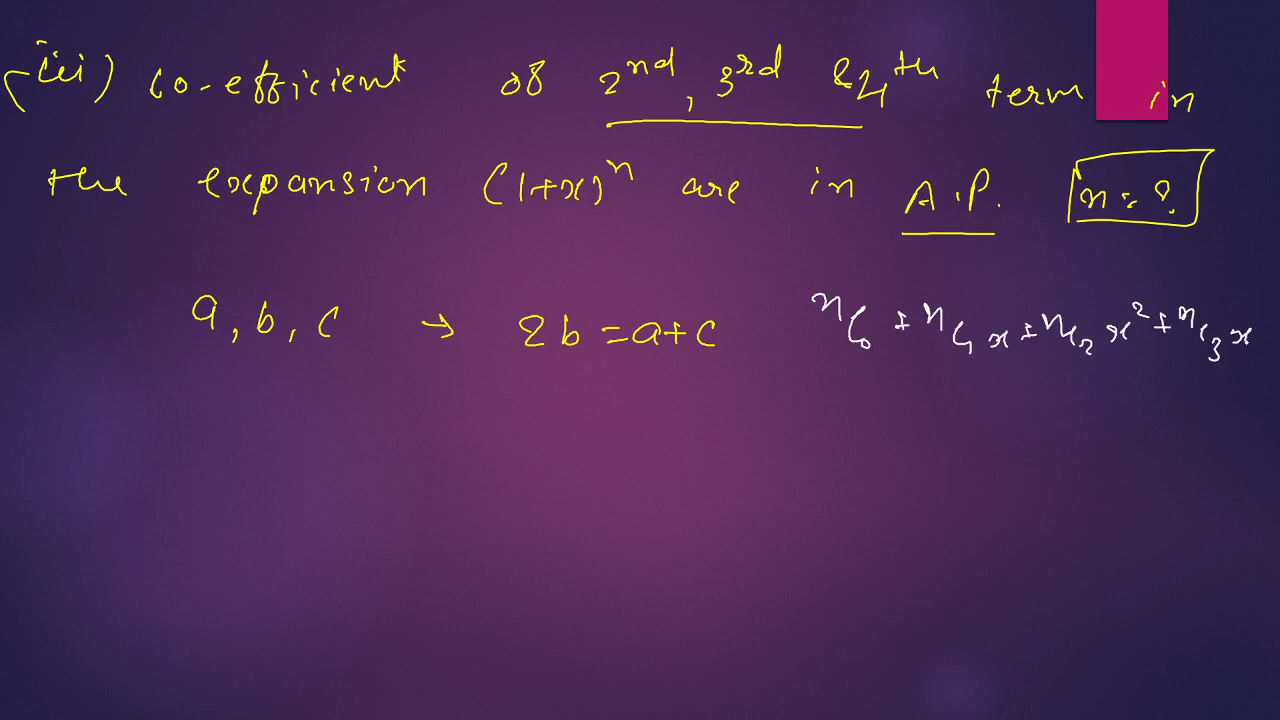 (iii) co-efficient of 2ⁿᵈ, 3ʳᵈ & 4ᵗʰ term in
the expansion (1+x)ⁿ are in A.P. n = ?
a, b, c → 2b = a+c ⁿC₀ + ⁿC₁ x + ⁿC₂ x² + ⁿC₃ x